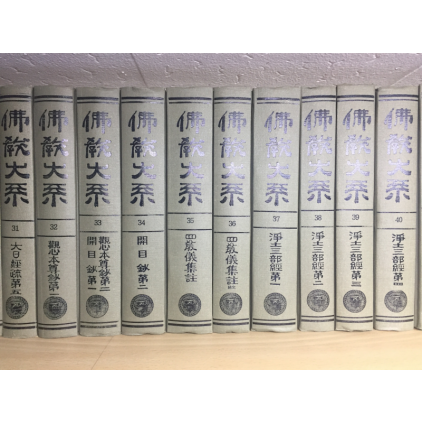 佛教大系
31
大日經疏第五
佛教大系
32
觀心本尊鈔第一
佛教大系
33
觀心本尊鈔第二
開目鈔第一
佛教大系
34
開目鈔第二
佛教大系
35
四教儀集註
佛教大系
36
四教儀集註
佛教大系
37
淨土三部經第一
佛教大系
38
淨土三部經第二
佛教大系
39
淨土三部經第三
佛教大系
40
淨土三部經第四